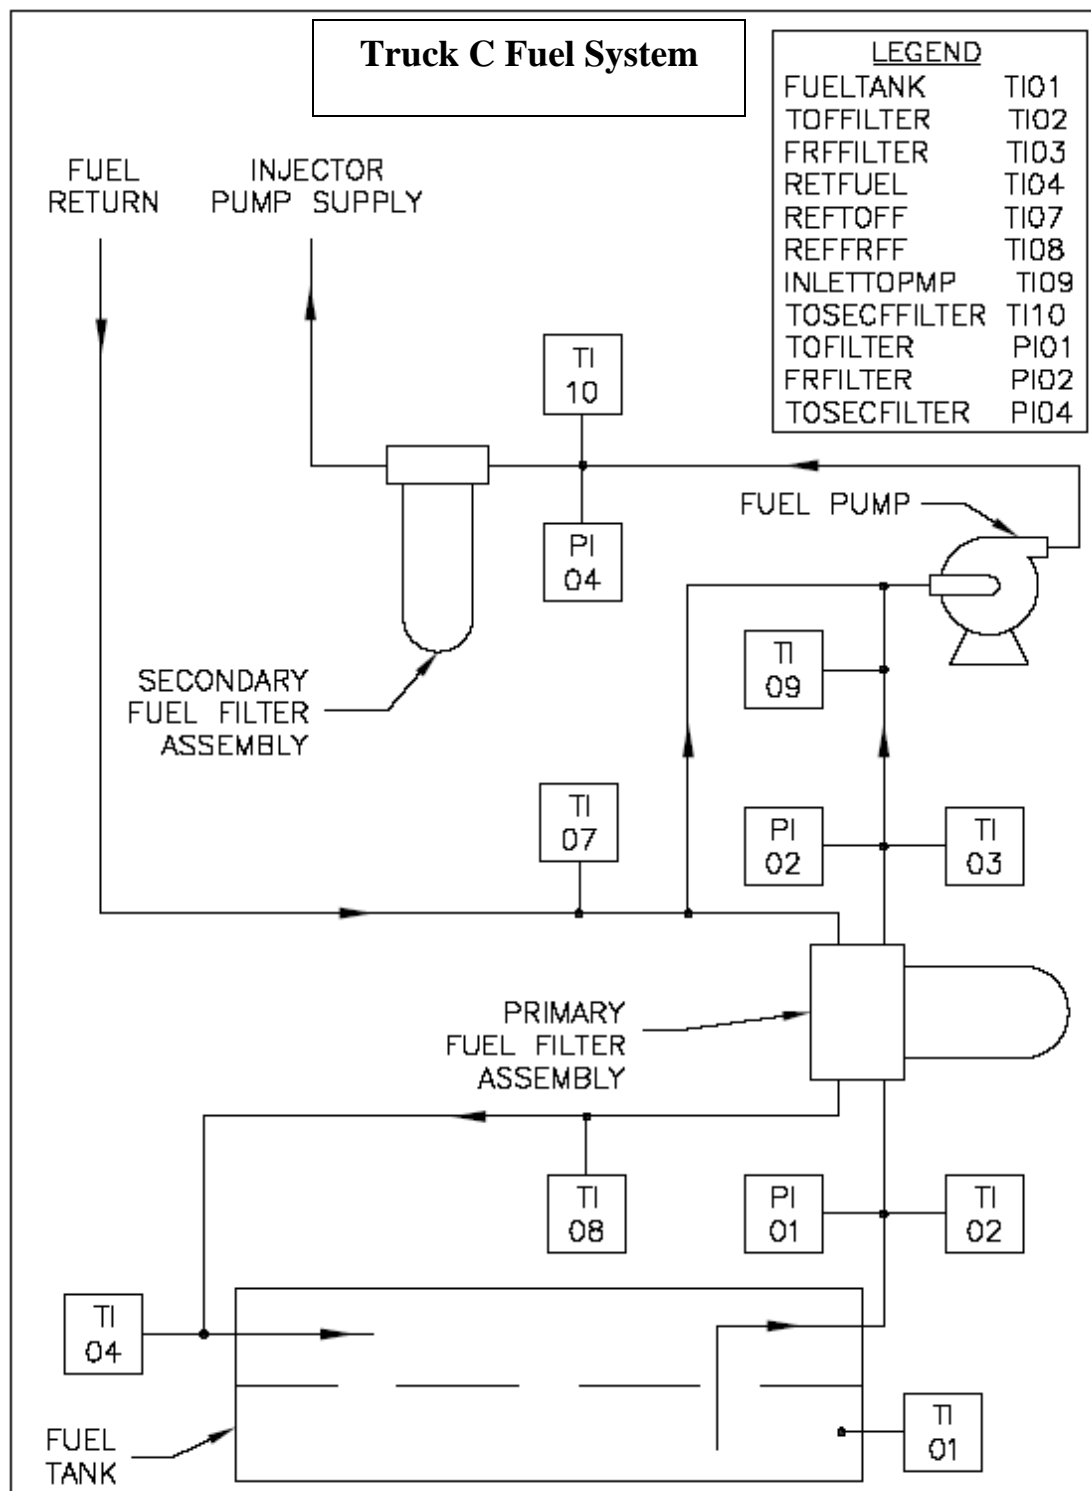 Truck C Fuel System
LEGEND
FUELTANK TI01
TOFFILTER TI02
FRFFILTER TI03
RETFUEL TI04
REFTOFF TI07
REFFRFF TI08
INLETTOPMP TI09
TOSECFFILTER TI10
TOFILTER PI01
FRFILTER PI02
TOSECFILTER PI04
FUEL
RETURN
INJECTOR
PUMP SUPPLY
TI
10
FUEL PUMP
PI
04
TI
09
SECONDARY
FUEL FILTER
ASSEMBLY
TI
07
PI
02
TI
03
PRIMARY
FUEL FILTER
ASSEMBLY
TI
08
PI
01
TI
02
TI
04
TI
01
FUEL
TANK